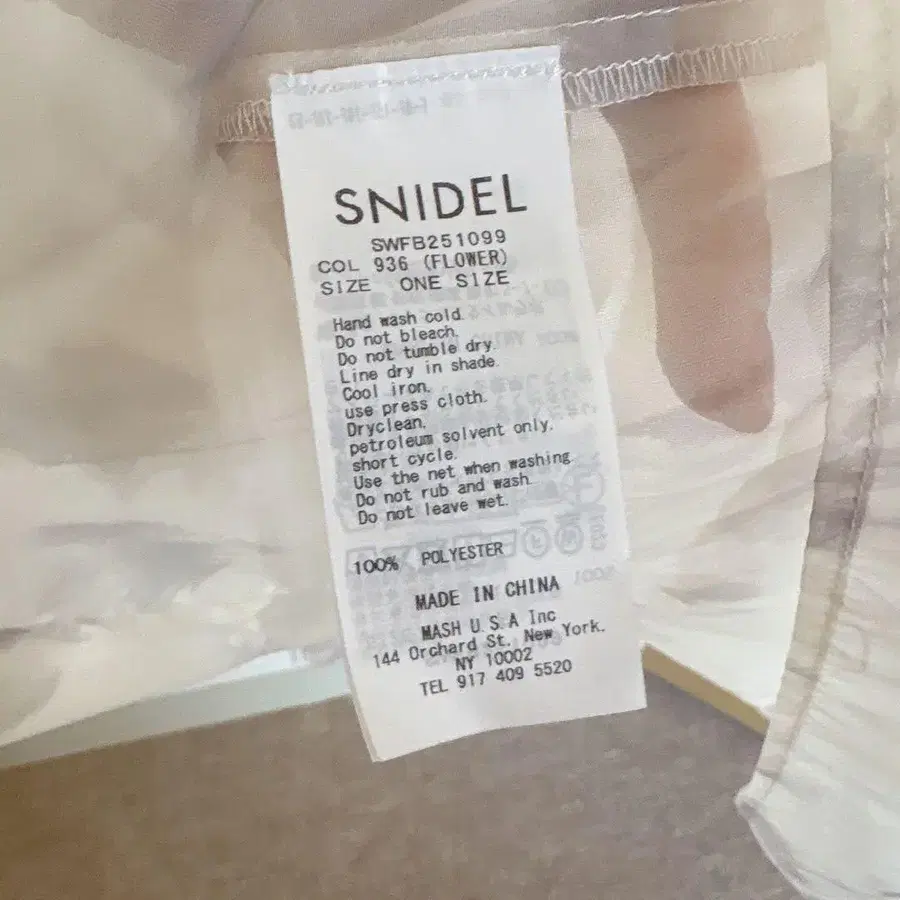 SNIDEL
SWFB251099
COL 936 (FLOWER)
SIZE ONE SIZE
Hand wash cold.
Do not bleach.
Do not tumble dry.
Line dry in shade.
Cool iron.
use press cloth.
Dryclean.
petroleum solvent only.
short cycle.
Use the net when washing
Do not rub and wash.
Do not leave wet.
100% POLYESTER
MADE IN CHINA
MASH U.S.A Inc
144 Orchard St. New York.
NY 10002
TEL 917 409 5520